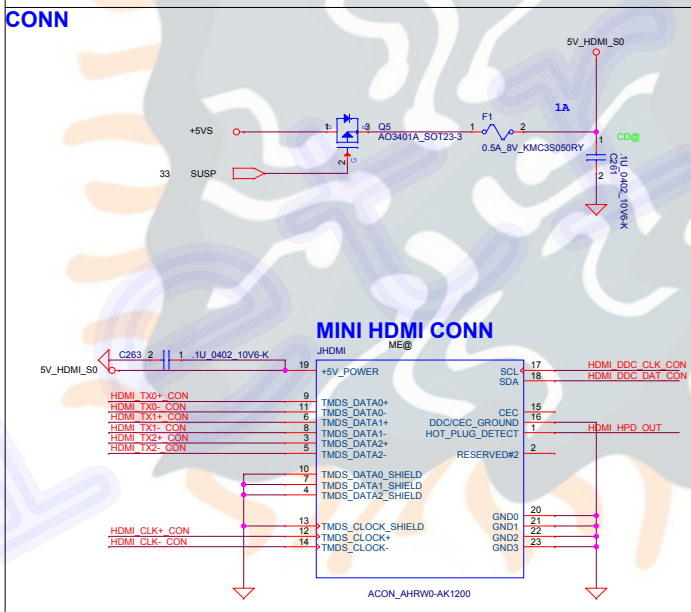 CONN
5V_HDMI_S0
1A
F1
+5VS
1
3
Q5
AO3401A_SOT23-3
1
2
0.5A_8V_KMC3S050RY
2
G
33
SUSP
CD@
1
2
C261
.1U_0402_10V6-K
MINI HDMI CONN
ME@
C263
2
1
.1U_0402_10V6-K
5V_HDMI_S0
JHDMI
19
+5V_POWER
HDMI_TX0+_CON
9
TMDS_DATA0+
HDMI_TX0-_CON
11
TMDS_DATA0-
HDMI_TX1+_CON
6
TMDS_DATA1+
HDMI_TX1-_CON
8
TMDS_DATA1-
HDMI_TX2+_CON
3
TMDS_DATA2+
HDMI_TX2-_CON
5
TMDS_DATA2-
10
TMDS_DATA0_SHIELD
7
TMDS_DATA1_SHIELD
4
TMDS_DATA2_SHIELD
13
TMDS_CLOCK_SHIELD
HDMI_CLK+_CON
12
TMDS_CLOCK+
HDMI_CLK-_CON
14
TMDS_CLOCK-
SCL
17
HDMI_DDC_CLK_CON
SDA
18
HDMI_DDC_DAT_CON
CEC
15
DDC/CEC_GROUND
16
HOT_PLUG_DETECT
1
HDMI_HPD_OUT
RESERVED#2
2
GND0
20
GND1
21
GND2
22
GND3
23
ACON_AHRW0-AK1200